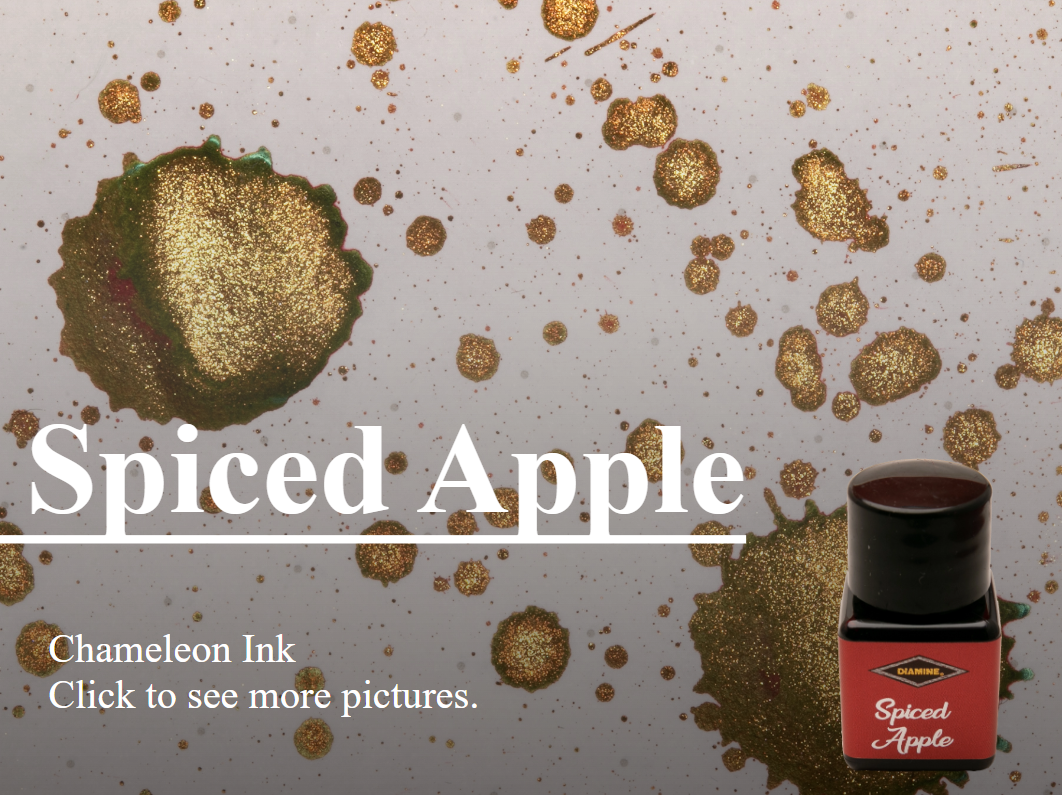 Spiced Apple
Chameleon Ink
Click to see more pictures.
DIAMINE
Spiced
Apple